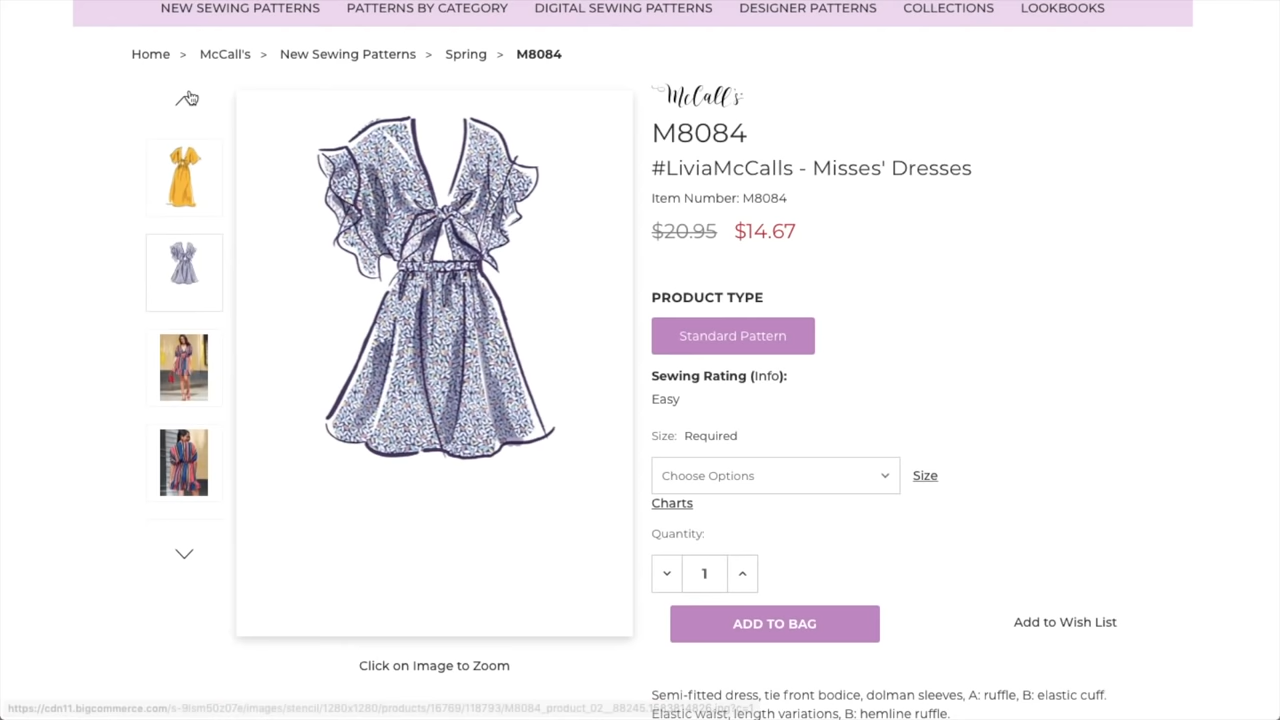 NEW SEWING PATTERNS PATTERNS BY CATEGORY DIGITAL SEWING PATTERNS DESIGNER PATTERNS COLLECTIONS LOOKBOOKS
Home > McCall's > New Sewing Patterns > Spring > M8084
McCall's
M8084
#LiviaMcCalls - Misses' Dresses
Item Number: M8084
$20.95 $14.67
PRODUCT TYPE
Standard Pattern
Sewing Rating (Info):
Easy
Size: Required
Choose Options Size
Charts
Quantity:
1
ADD TO BAG Add to Wish List
Click on Image to Zoom
Semi-fitted dress, tie front bodice, dolman sleeves, A: ruffle, B: elastic cuff.
Elastic waist, length variations, B: hemline ruffle.